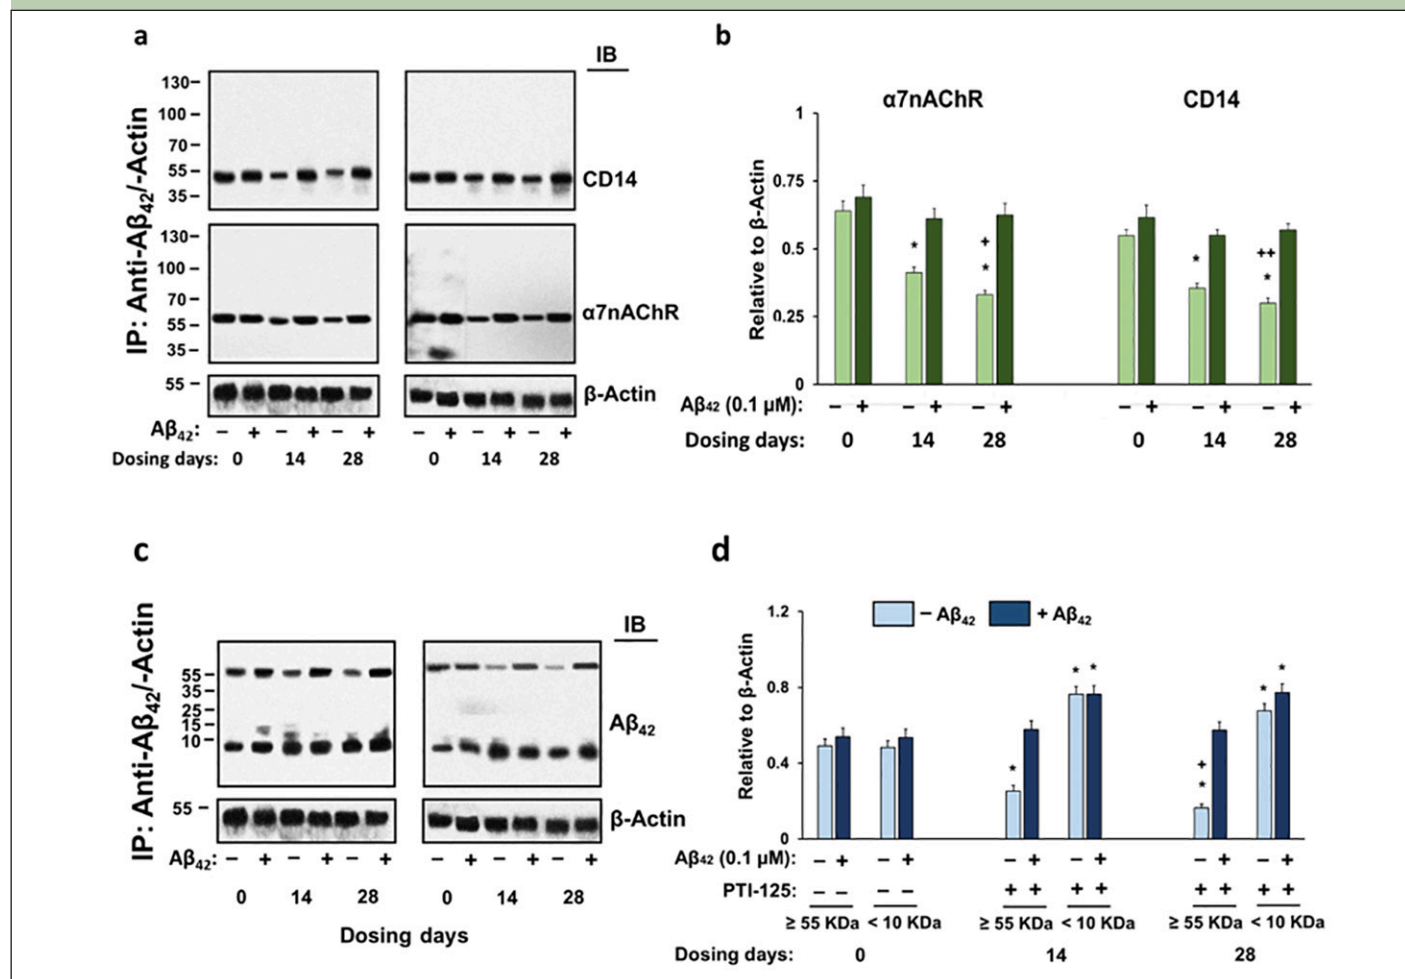 a
IB
IP: Anti-Aβ₄₂/-Actin
130–
100 –
70 –
55 –
35 –
CD14
130–
100 –
70 –
55 –
35 –
α7nAChR
55 –
β-Actin
Aβ₄₂: – + – + – + – + – + – +
Dosing days: 0 14 28 0 14 28
b
α7nAChR CD14
Relative to β-Actin
1
0.75
0.5
0.25
0
* + * * ++ *
Aβ₄₂ (0.1 μM): – + – + – + – + – + – +
Dosing days: 0 14 28 0 14 28
c
IB
IP: Anti-Aβ₄₂/-Actin
55 –
35 –
25 –
15 –
10 –
Aβ₄₂
55 –
β-Actin
Aβ₄₂: – + – + – + – + – + – +
0 14 28 0 14 28
Dosing days
d
– Aβ₄₂ + Aβ₄₂
Relative to β-Actin
1.2
0.8
0.4
0
* * * + * * *
Aβ₄₂ (0.1 μM): – + – + – + – + – + – +
PTI-125: – – – – + + + + + + + +
≥ 55 KDa < 10 KDa ≥ 55 KDa < 10 KDa ≥ 55 KDa < 10 KDa
Dosing days: 0 14 28